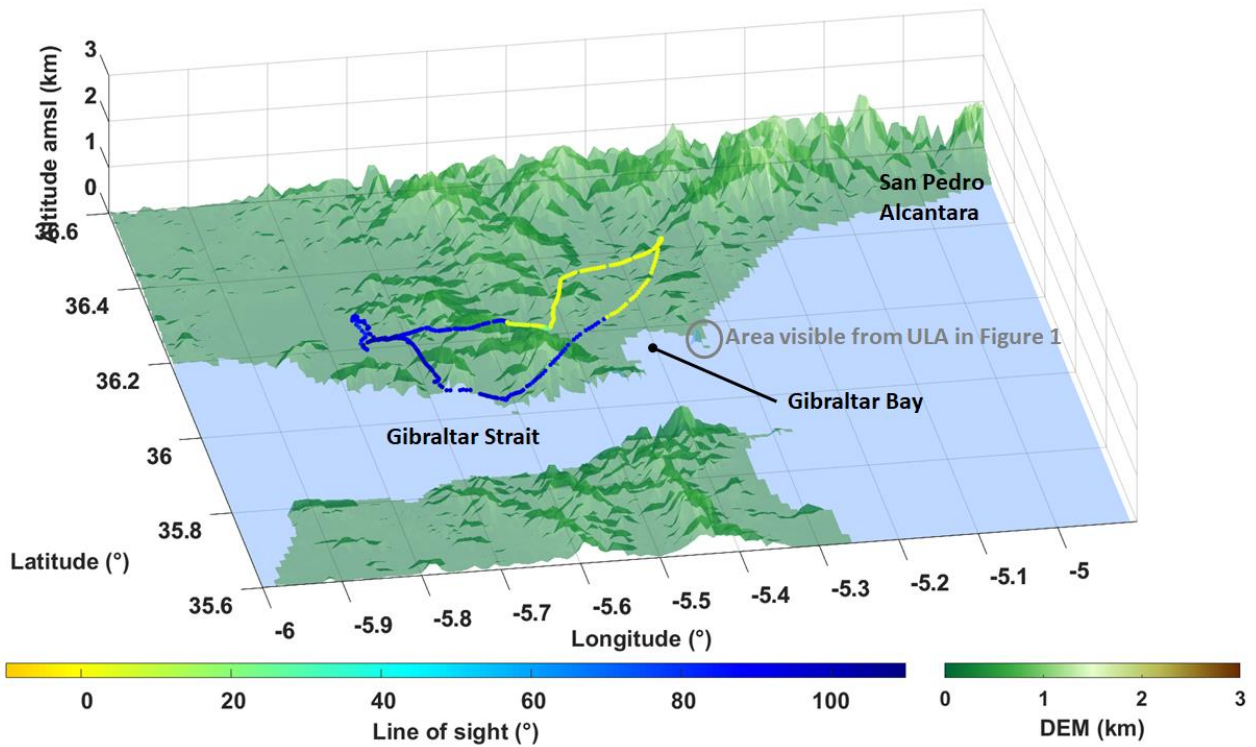 3
2
1
0
Altitude amsl (km)
36.6
36.4
36.2
36
35.8
35.6
Latitude (°)
San Pedro
Alcantara
Area visible from ULA in Figure 1
Gibraltar Bay
Gibraltar Strait
-6
-5.9
-5.8
-5.7
-5.6
-5.5
-5.4
-5.3
-5.2
-5.1
-5
Longitude (°)
0 20 40 60 80 100
Line of sight (°)
0 1 2 3
DEM (km)